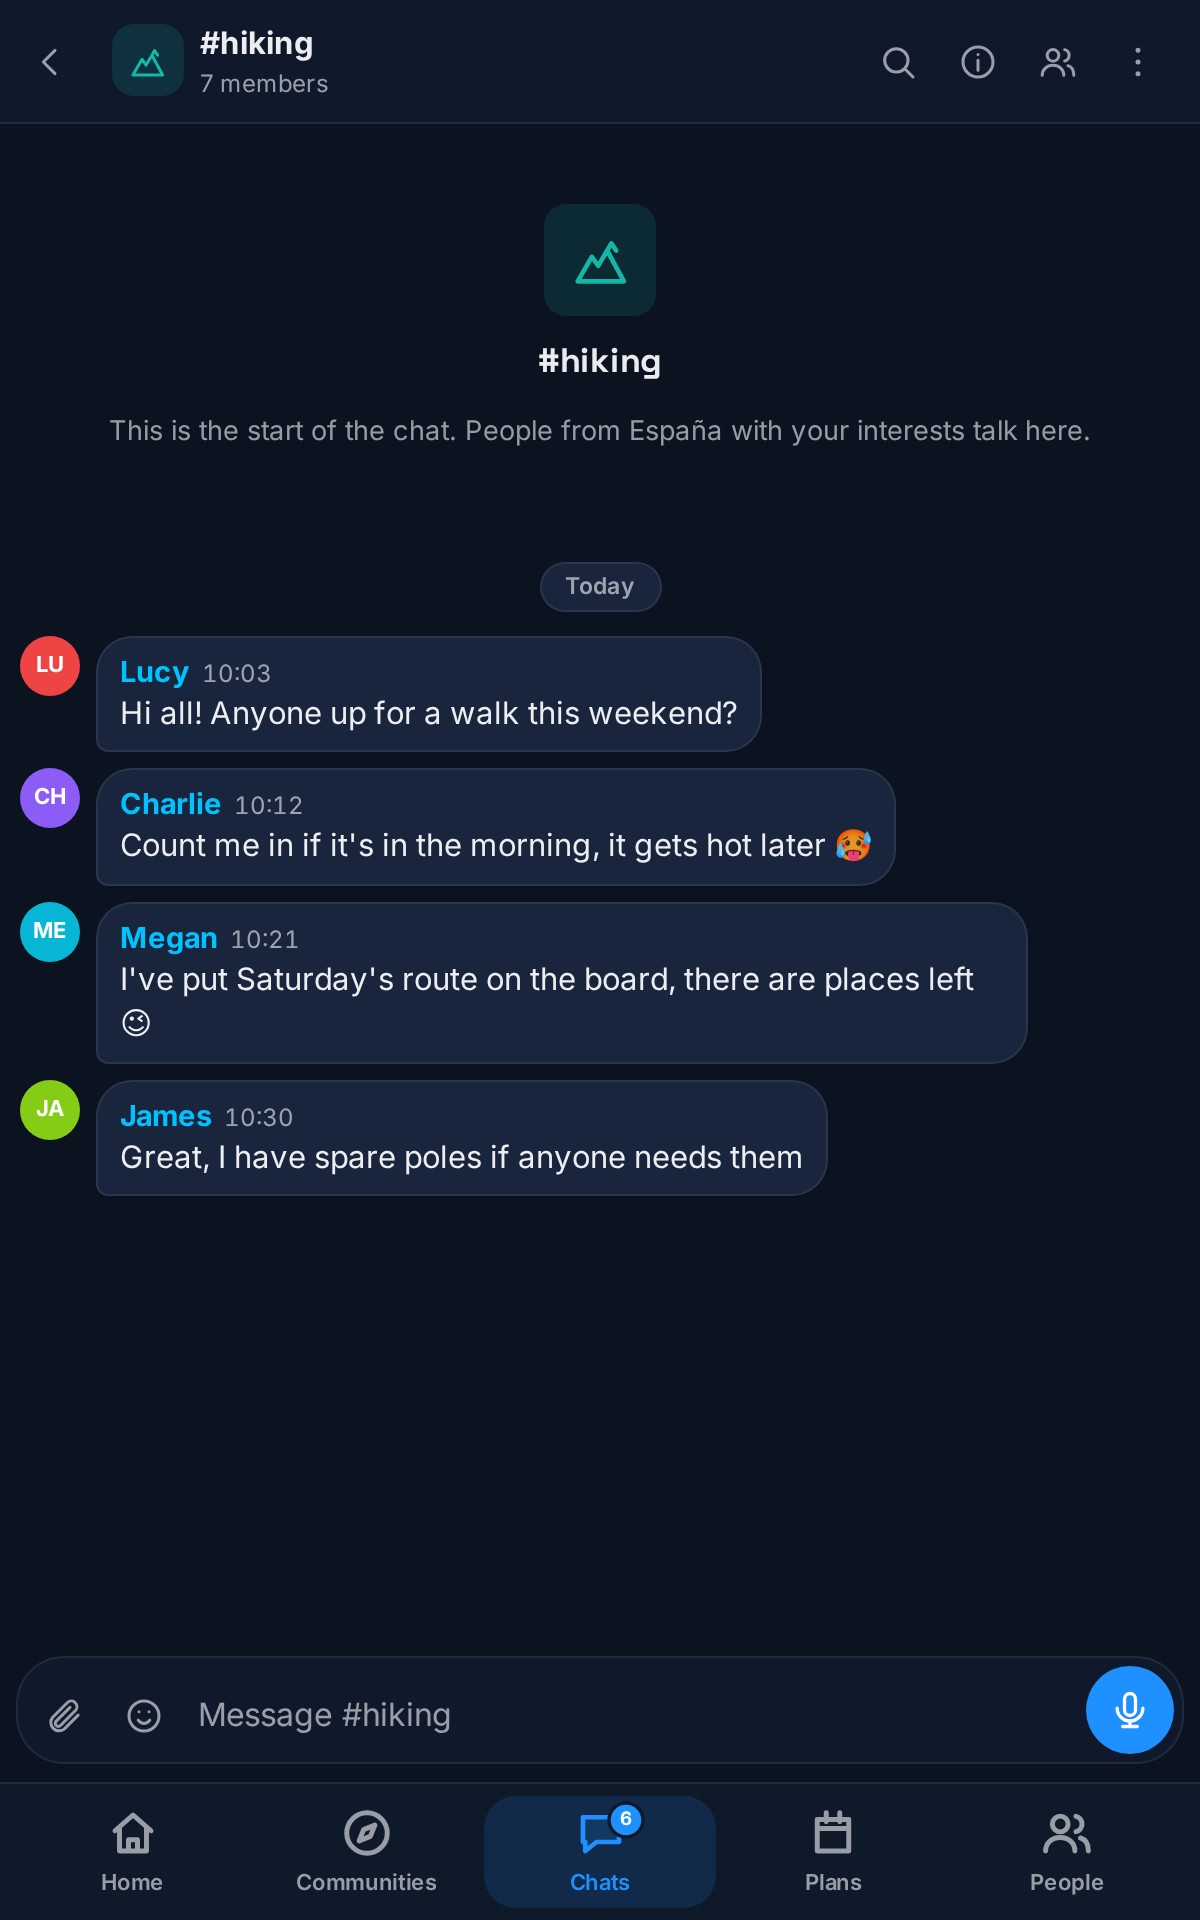 #hiking
7 members
#hiking
This is the start of the chat. People from España with your interests talk here.
Today
LU
Lucy 10:03
Hi all! Anyone up for a walk this weekend?
CH
Charlie 10:12
Count me in if it's in the morning, it gets hot later 🥵
ME
Megan 10:21
I've put Saturday's route on the board, there are places left
😉
JA
James 10:30
Great, I have spare poles if anyone needs them
Message #hiking
6
Home Communities Chats Plans People